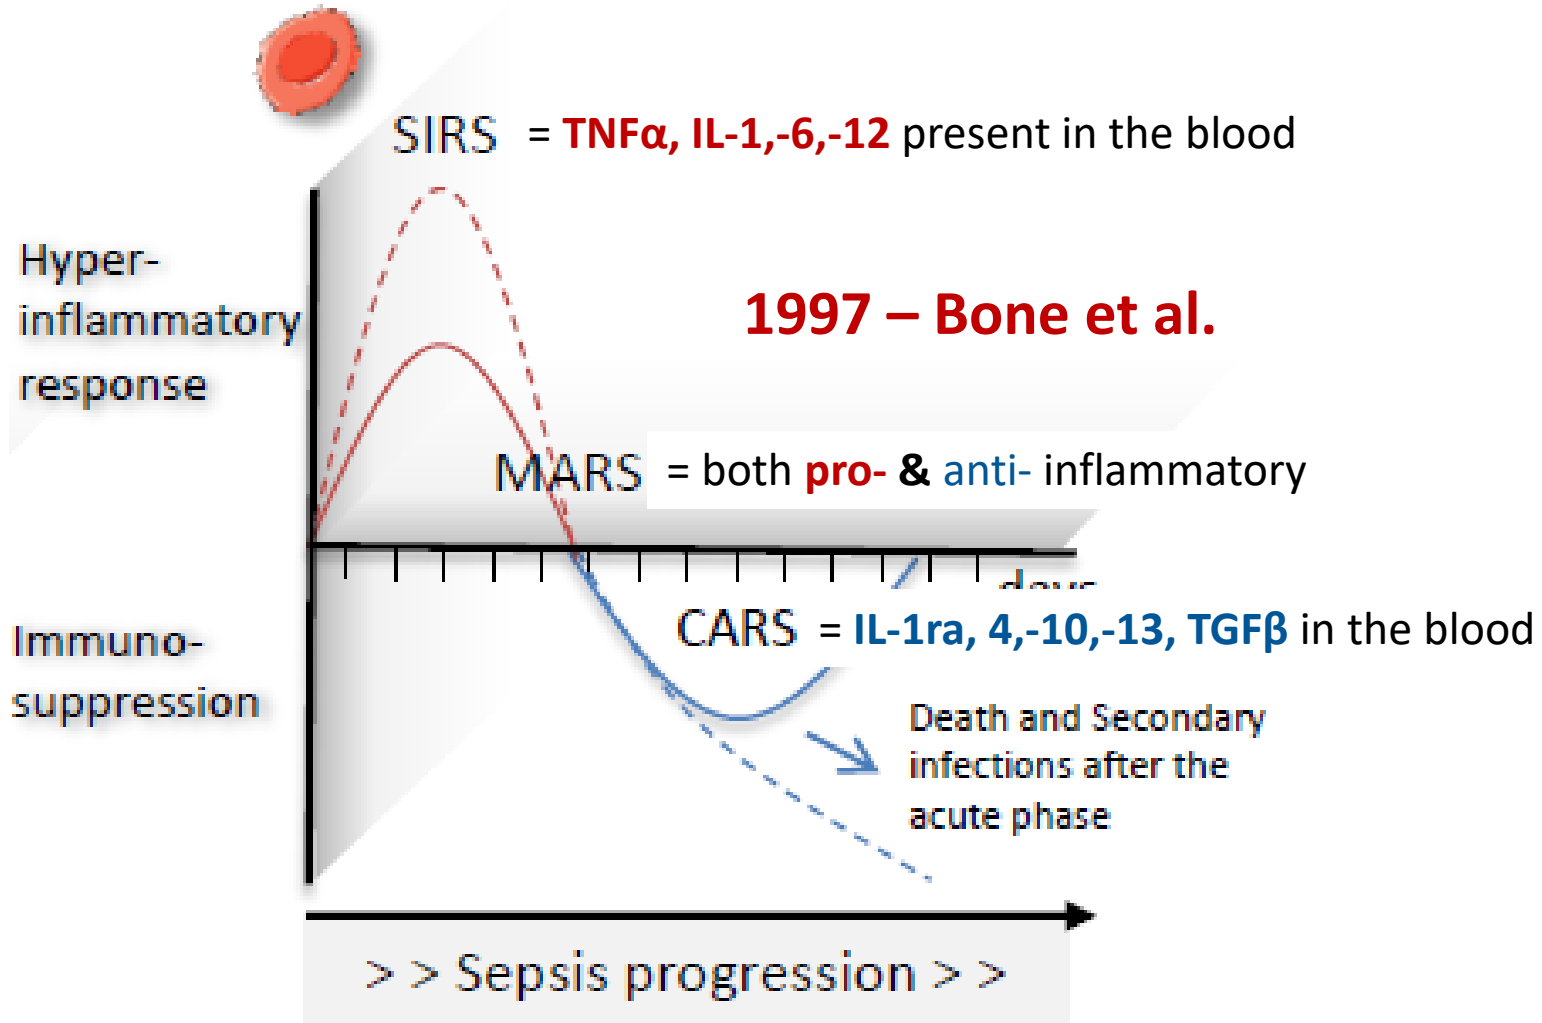 SIRS = TNFα, IL-1,-6,-12 present in the blood
Hyper-
inflammatory
response
1997 – Bone et al.
MARS = both pro- & anti- inflammatory
days
CARS = IL-1ra, 4,-10,-13, TGFβ in the blood
Immuno-
suppression
Death and Secondary
infections after the
acute phase
> > Sepsis progression > >